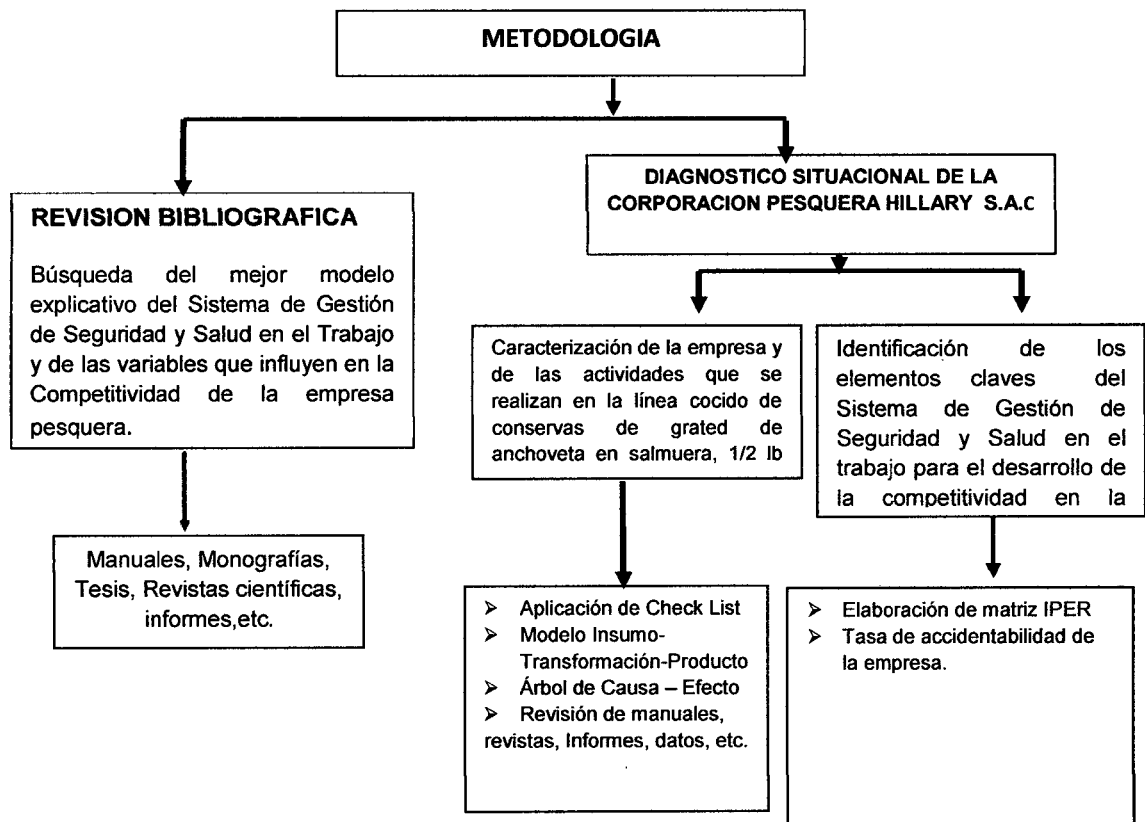 METODOLOGIA
REVISION BIBLIOGRAFICA
Búsqueda del mejor modelo
explicativo del Sistema de Gestión
de Seguridad y Salud en el Trabajo
y de las variables que influyen en la
Competitividad de la empresa
pesquera.
Manuales, Monografías,
Tesis, Revistas científicas,
informes,etc.
DIAGNOSTICO SITUACIONAL DE LA
CORPORACION PESQUERA HILLARY S.A.C
Caracterización de la empresa y
de las actividades que se
realizan en la línea cocido de
conservas de grated de
anchoveta en salmuera, 1/2 lb
➢ Aplicación de Check List
➢ Modelo Insumo-
Transformación-Producto
➢ Árbol de Causa – Efecto
➢ Revisión de manuales,
revistas, Informes, datos, etc.
Identificación de los
elementos claves del
Sistema de Gestión de
Seguridad y Salud en el
trabajo para el desarrollo de
la competitividad en la
➢ Elaboración de matriz IPER
➢ Tasa de accidentabilidad de
la empresa.